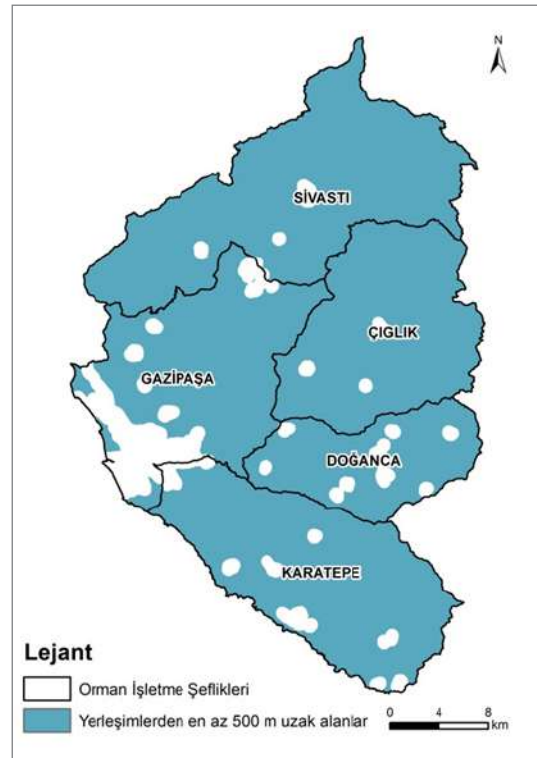 N
SİVASTI
ÇIGLIK
GAZİPAŞA
DOĞANCA
KARATEPE
Lejant
Orman İşletme Şeflikleri
Yerleşimlerden en az 500 m uzak alanlar
0 4 8
km